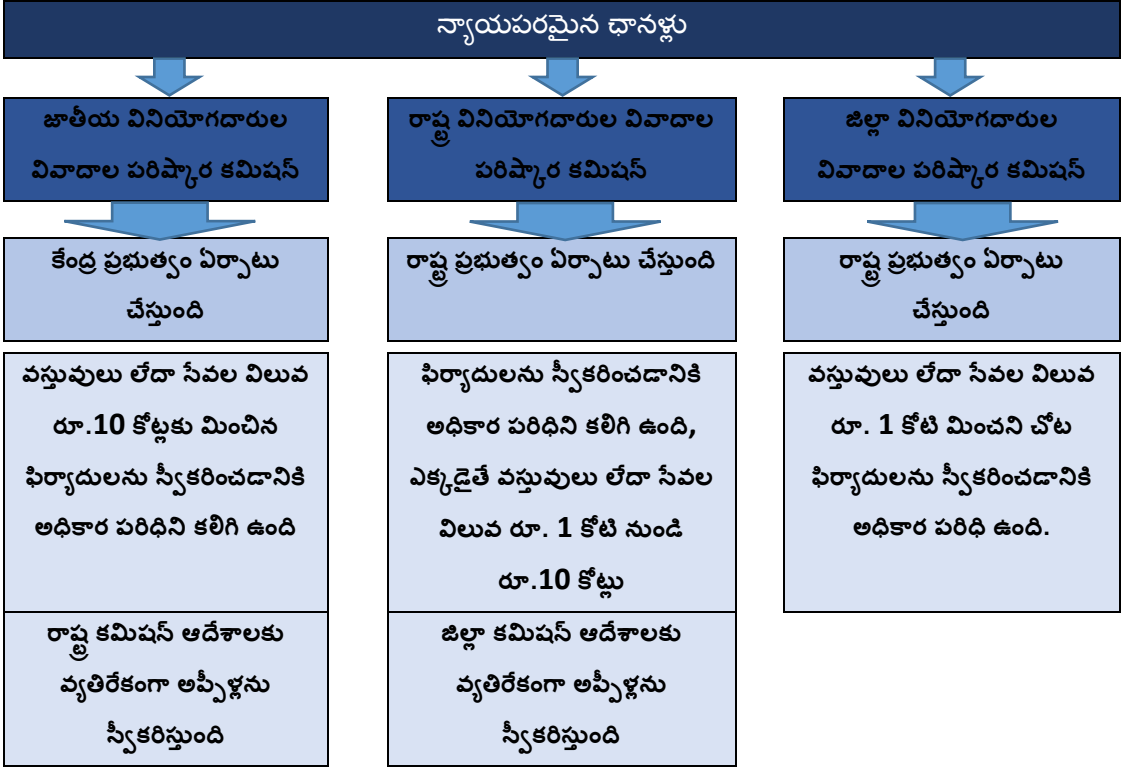 న్యాయపరమైన ఛానళ్లు
జాతీయ వినియోగదారుల
వివాదాల పరిష్కార కమిషన్
కేంద్ర ప్రభుత్వం ఏర్పాటు
చేస్తుంది
వస్తువులు లేదా సేవల విలువ
రూ.10 కోట్లకు మించిన
ఫిర్యాదులను స్వీకరించడానికి
అధికార పరిధిని కలిగి ఉంది
రాష్ట్ర కమిషన్ ఆదేశాలకు
వ్యతిరేకంగా అప్పీళ్లను
స్వీకరిస్తుంది
రాష్ట్ర వినియోగదారుల వివాదాల
పరిష్కార కమిషన్
రాష్ట్ర ప్రభుత్వం ఏర్పాటు చేస్తుంది
ఫిర్యాదులను స్వీకరించడానికి
అధికార పరిధిని కలిగి ఉంది,
ఎక్కడైతే వస్తువులు లేదా సేవల
విలువ రూ. 1 కోటి నుండి
రూ.10 కోట్లు
జిల్లా కమిషన్ ఆదేశాలకు
వ్యతిరేకంగా అప్పీళ్లను
స్వీకరిస్తుంది
జిల్లా వినియోగదారుల
వివాదాల పరిష్కార కమిషన్
రాష్ట్ర ప్రభుత్వం ఏర్పాటు
చేస్తుంది
వస్తువులు లేదా సేవల విలువ
రూ. 1 కోటి మించని చోట
ఫిర్యాదులను స్వీకరించడానికి
అధికార పరిధి ఉంది.